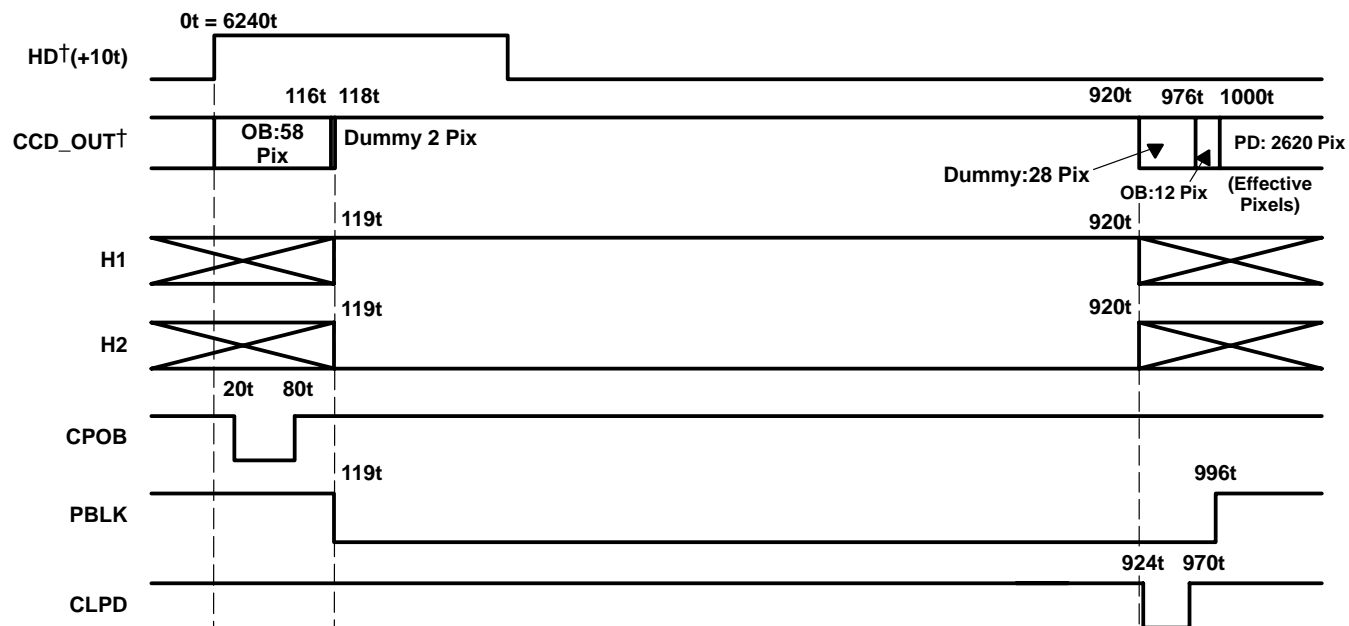 0t = 6240t
HD†(+10t)
116t 118t 920t 976t 1000t
CCD_OUT†
OB:58
Pix
Dummy 2 Pix
Dummy:28 Pix
OB:12 Pix
PD: 2620 Pix
(Effective
Pixels)
119t 920t
H1
119t 920t
H2
20t 80t
CPOB
119t 996t
PBLK
924t 970t
CLPD